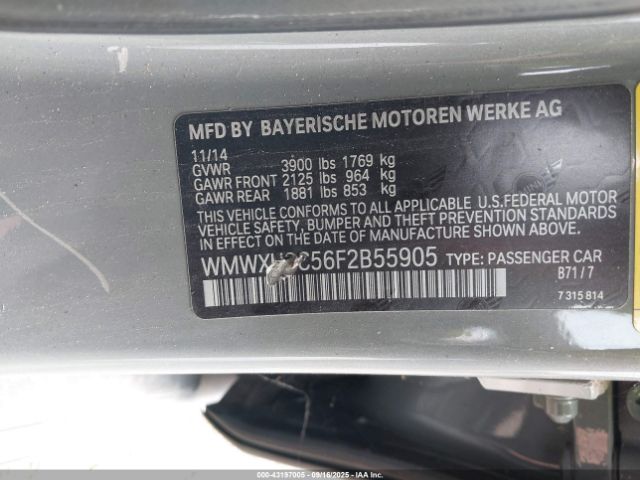 MFD BY BAYERISCHE MOTOREN WERKE AG
11/14
GVWR 3900 lbs 1769 kg
GAWR FRONT 2125 lbs 964 kg
GAWR REAR 1881 lbs 853 kg
THIS VEHICLE CONFORMS TO ALL APPLICABLE U.S.FEDERAL MOTOR
VEHICLE SAFETY, BUMPER AND THEFT PREVENTION STANDARDS
IN EFFECT ON THE DATE OF MANUFACTURE SHOWN ABOVE.
TYPE: PASSENGER CAR
B71/7
7 315 814
00-43197005 - 09/16/2025 - IAAI - Copart